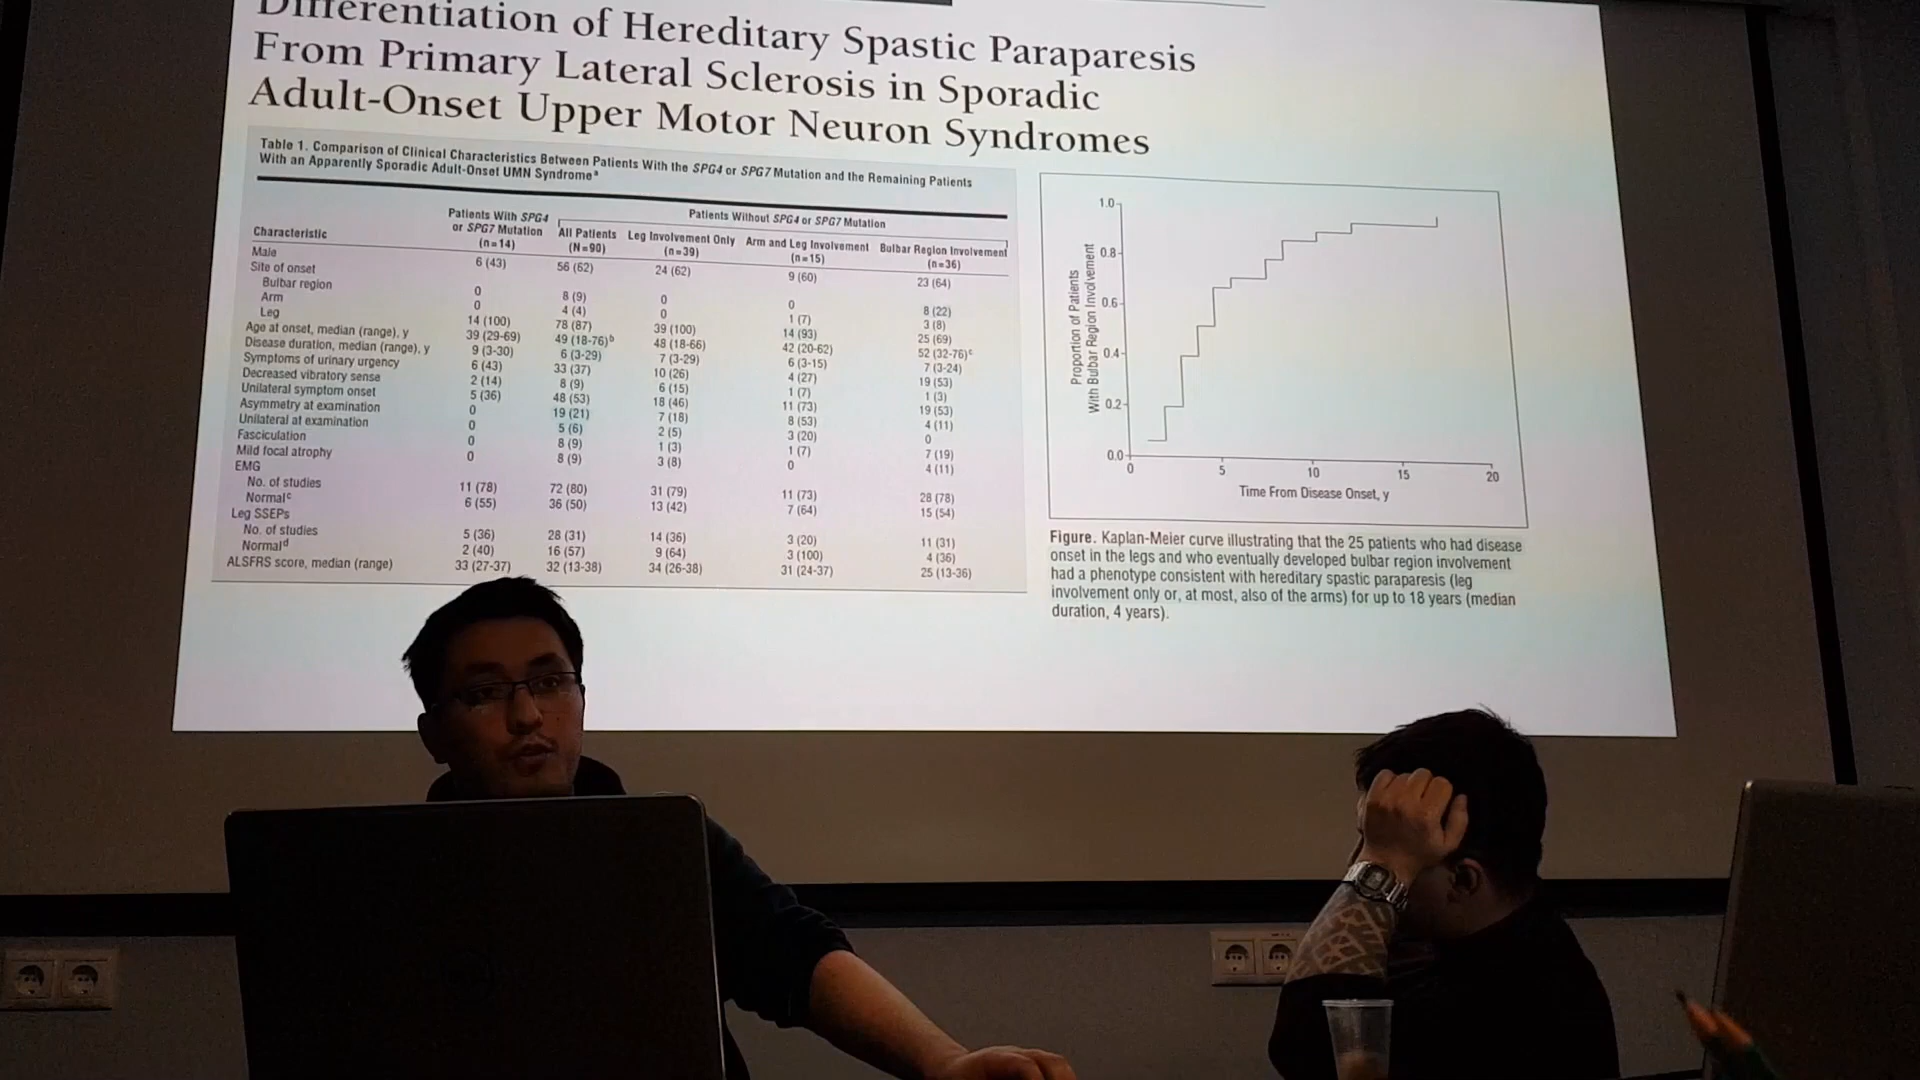 Differentiation of Hereditary Spastic Paraparesis
From Primary Lateral Sclerosis in Sporadic
Adult-Onset Upper Motor Neuron Syndromes
Table 1. Comparison of Clinical Characteristics Between Patients With the SPG4 or SPG7 Mutation and the Remaining Patients
With an Apparently Sporadic Adult-Onset UMN Syndromeª
Patients Without SPG4 or SPG7 Mutation
Characteristic Patients With SPG4 or SPG7 Mutation (n=14) All Patients (N=90) Leg Involvement Only (n=39) Arm and Leg Involvement (n=15) Bulbar Region Involvement (n=36)
Male 6 (43) 56 (62) 24 (62) 9 (60) 23 (64)
Site of onset
Bulbar region 0 8 (9) 0 0 8 (22)
Arm 0 4 (4) 0 1 (7) 3 (8)
Leg 14 (100) 78 (87) 39 (100) 14 (93) 25 (69)
Age at onset, median (range), y 39 (29-69) 49 (18-76)b 48 (18-66) 42 (20-62) 52 (32-76)c
Disease duration, median (range), y 9 (3-30) 6 (3-29) 7 (3-29) 6 (3-15) 7 (3-24)
Symptoms of urinary urgency 6 (43) 33 (37) 10 (26) 4 (27) 19 (53)
Decreased vibratory sense 2 (14) 8 (9) 6 (15) 1 (7) 1 (3)
Unilateral symptom onset 5 (36) 48 (53) 18 (46) 11 (73) 19 (53)
Asymmetry at examination 0 19 (21) 7 (18) 8 (53) 4 (11)
Unilateral at examination 0 5 (6) 2 (5) 3 (20) 0
Fasciculation 0 8 (9) 1 (3) 1 (7) 7 (19)
Mild focal atrophy 0 8 (9) 3 (8) 0 4 (11)
EMG
No. of studies 11 (78) 72 (80) 31 (79) 11 (73) 28 (78)
Normalc 6 (55) 36 (50) 13 (42) 7 (64) 15 (54)
Leg SSEPs
No. of studies 5 (36) 28 (31) 14 (36) 3 (20) 11 (31)
Normald 2 (40) 16 (57) 9 (64) 3 (100) 4 (36)
ALSFRS score, median (range) 33 (27-37) 32 (13-38) 34 (26-38) 31 (24-37) 25 (13-36)
Proportion of Patients
With Bulbar Region Involvement
1.0
0.8
0.6
0.4
0.2
0.0
0 5 10 15 20
Time From Disease Onset, y
Figure. Kaplan-Meier curve illustrating that the 25 patients who had disease
onset in the legs and who eventually developed bulbar region involvement
had a phenotype consistent with hereditary spastic paraparesis (leg
involvement only or, at most, also of the arms) for up to 18 years (median
duration, 4 years).